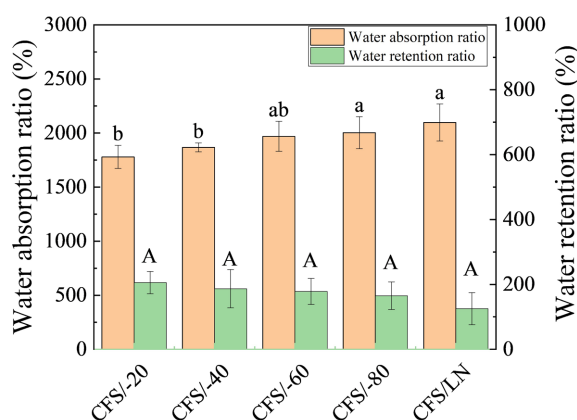 Water absorption ratio (%)
3000
2500
2000
1500
1000
500
0
Water absorption ratio
Water retention ratio
b
b
ab
a
a
A
A
A
A
A
1000
800
600
400
200
0
Water retention ratio (%)
CFS/-20
CFS/-40
CFS/-60
CFS/-80
CFS/LN